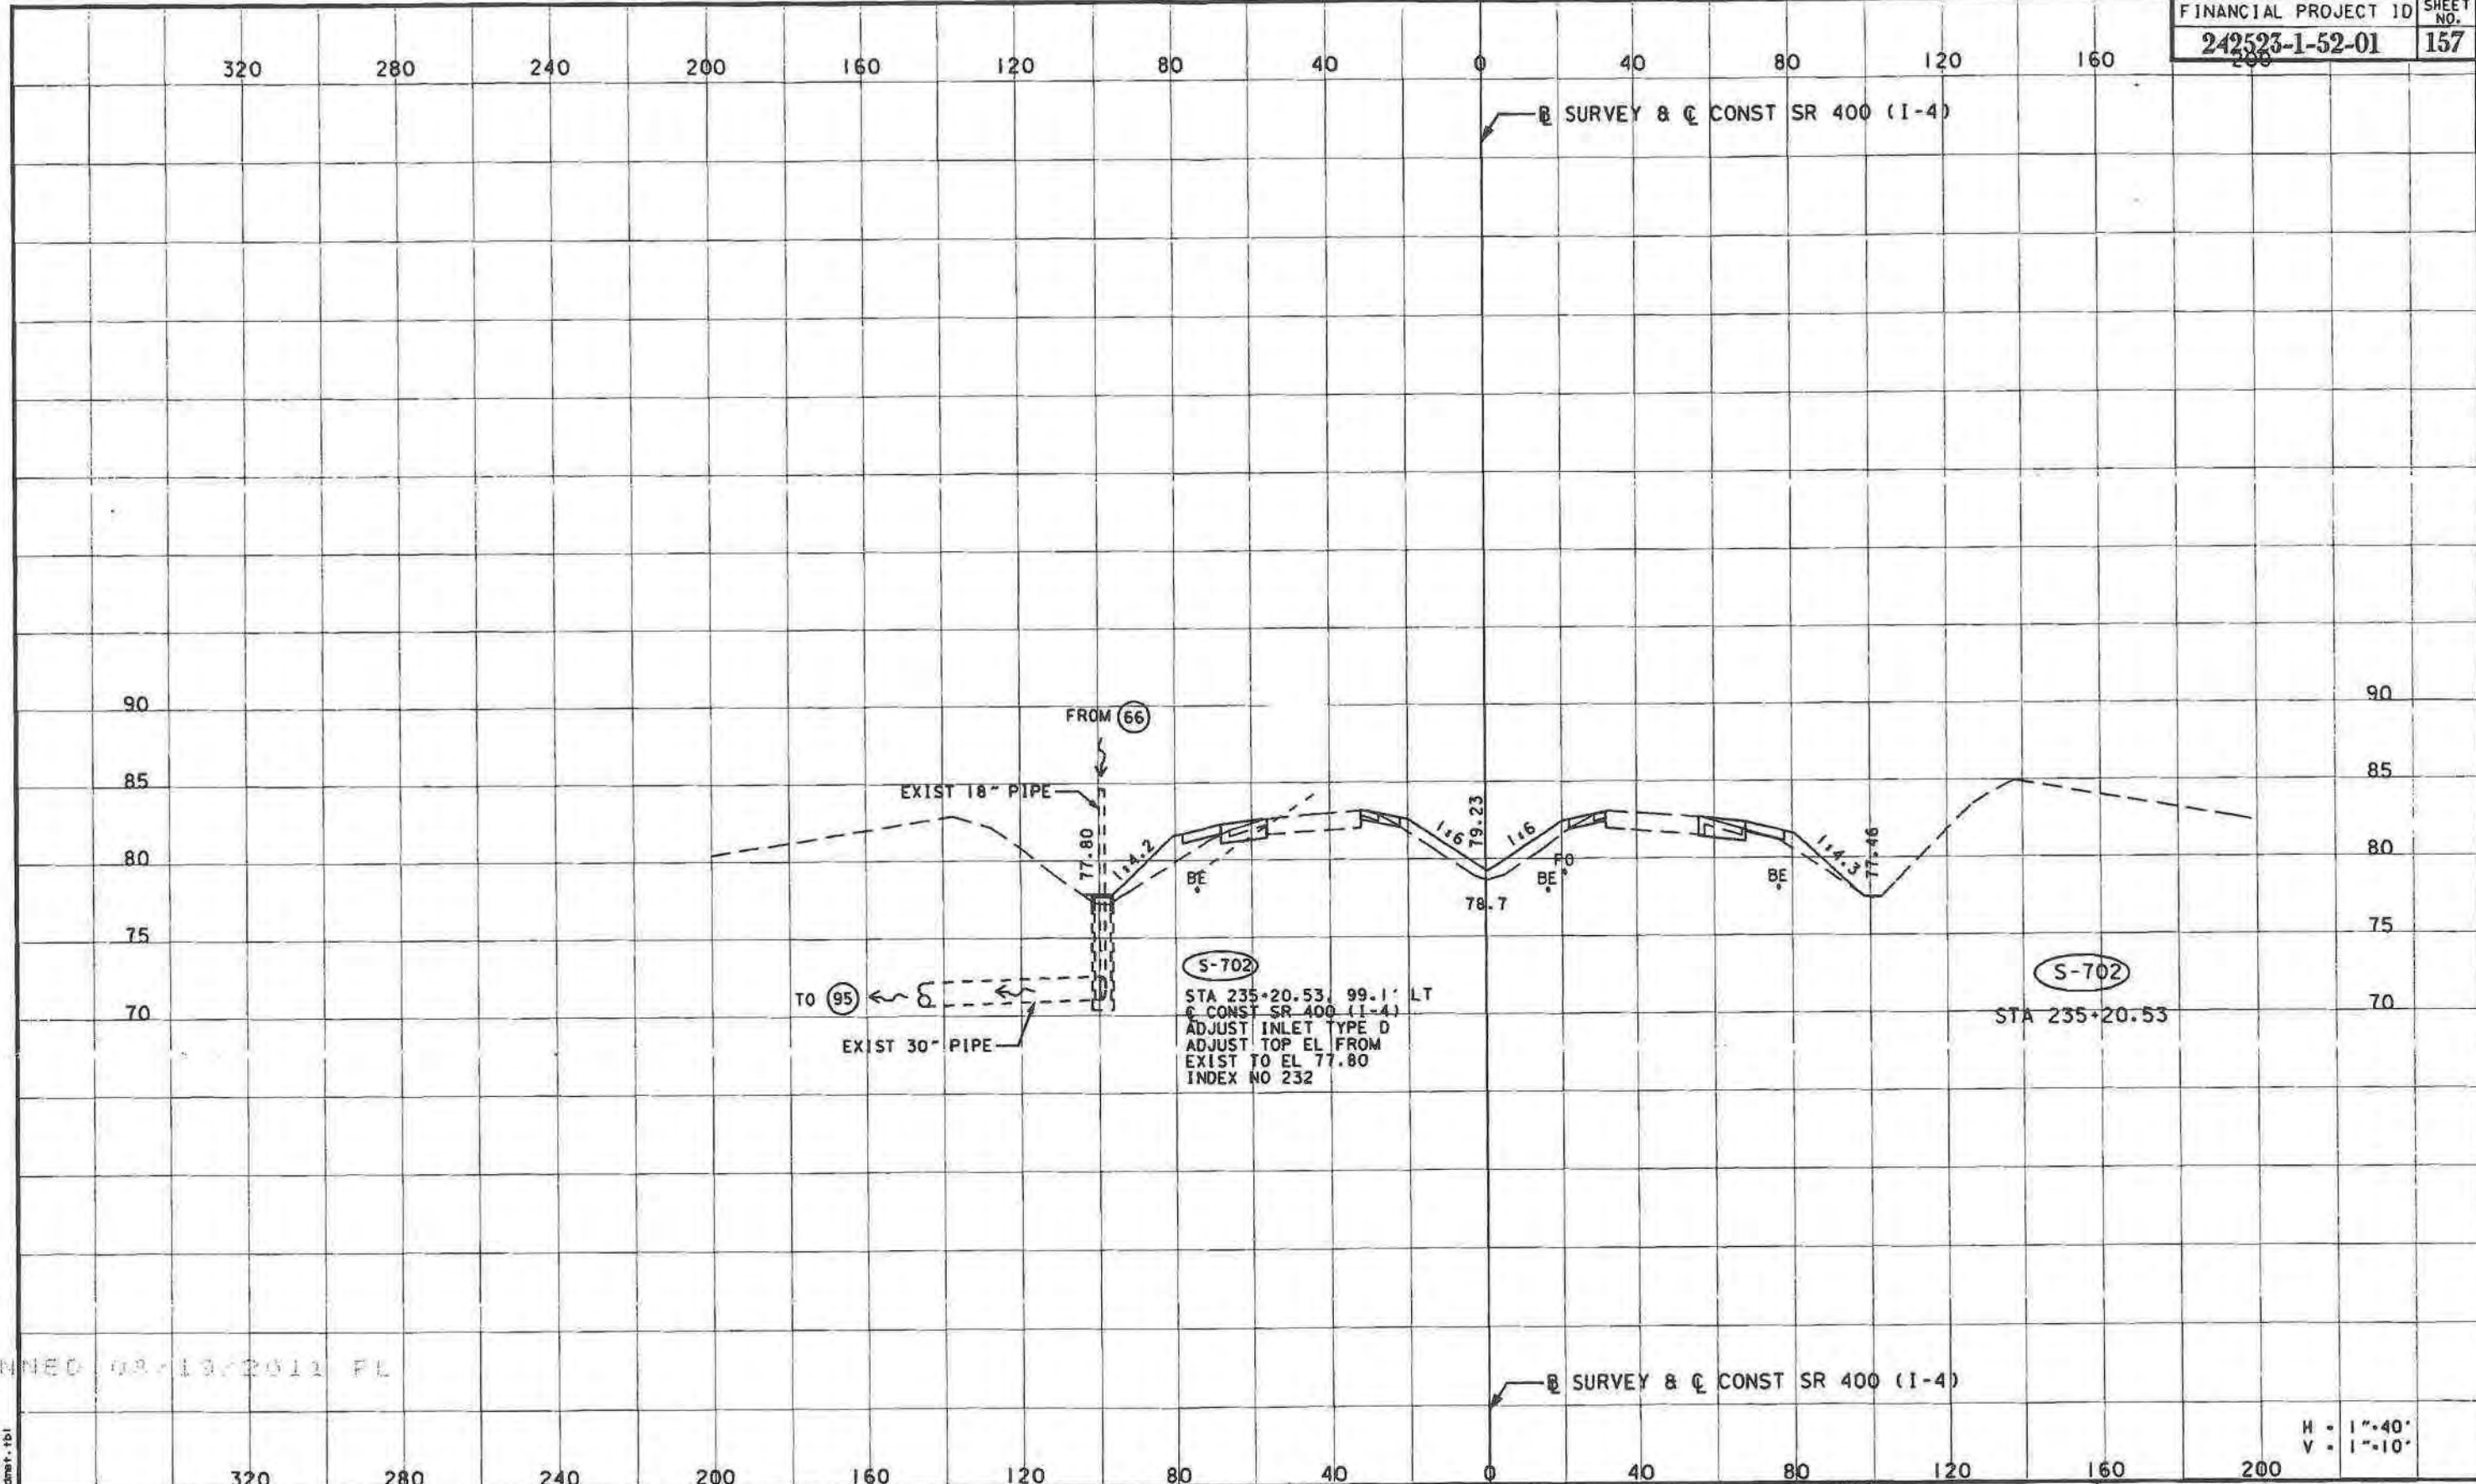 FINANCIAL PROJECT ID SHEET NO.
242523-1-52-01 157
320 280 240 200 160 120 80 40 0 40 80 120 160 200
B SURVEY & C CONST SR 400 (I-4)
90 90
FROM 66
85 85
EXIST 18" PIPE
77.80
1:4.2
1:6
79.23
1:6
1:4.3
77.46
80 80
BE
BE
FO
BE
78.7
75 75
S-702
STA 235+20.53, 99.1' LT
C CONST SR 400 (I-4)
ADJUST INLET TYPE D
ADJUST TOP EL FROM
EXIST TO EL 77.80
INDEX NO 232
S-702
STA 235+20.53
TO 95
70 70
EXIST 30" PIPE
B SURVEY & C CONST SR 400 (I-4)
H = 1"=40'
V = 1"=10'
320 280 240 200 160 120 80 40 0 40 80 120 160 200